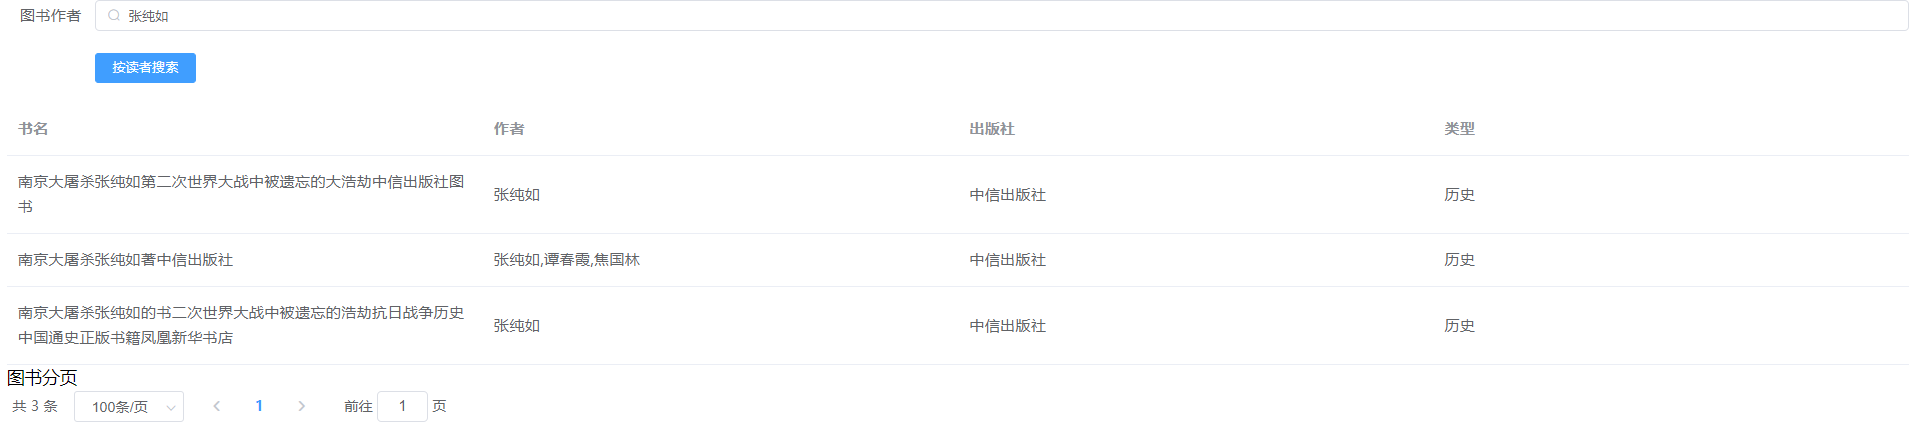 图书作者 张纯如
按读者搜索
书名 作者 出版社 类型
南京大屠杀张纯如第二次世界大战中被遗忘的大浩劫中信出版社图
书
张纯如 中信出版社 历史
南京大屠杀张纯如著中信出版社 张纯如,谭春霞,焦国林 中信出版社 历史
南京大屠杀张纯如的书二次世界大战中被遗忘的浩劫抗日战争历史
中国通史正版书籍凤凰新华书店
张纯如 中信出版社 历史
图书分页
共 3 条 100条/页 1 前往 1 页